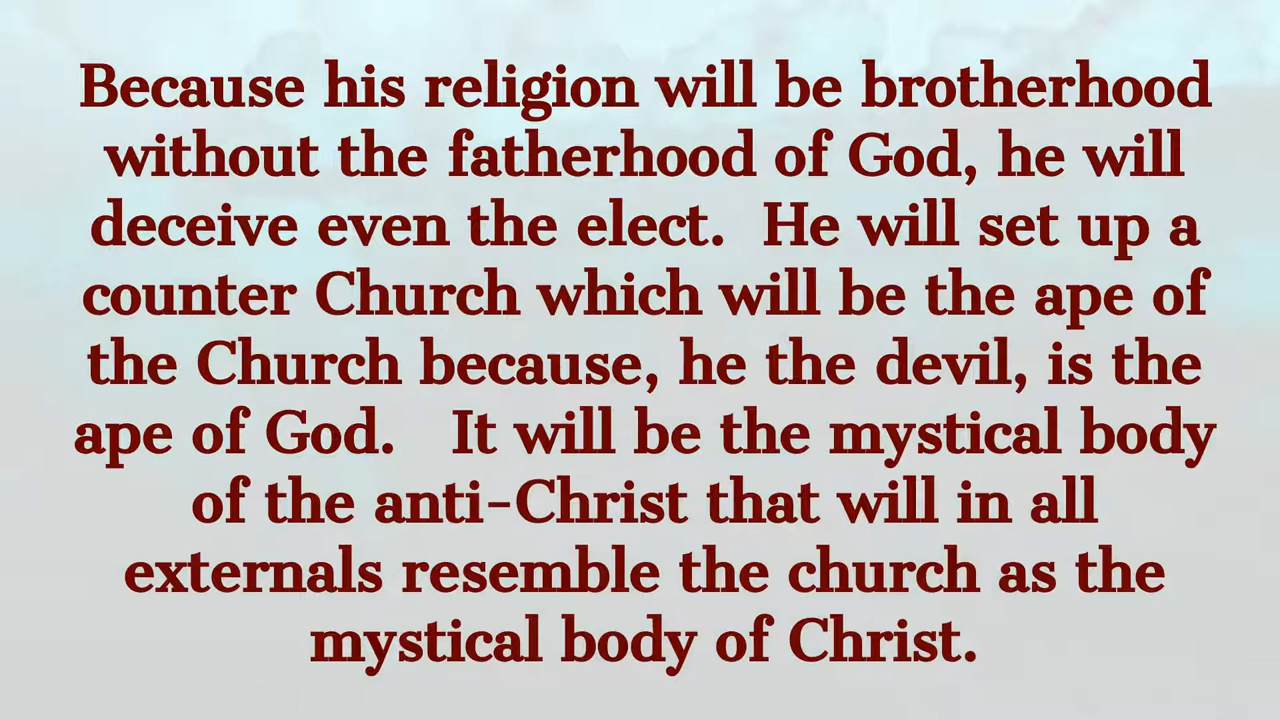 Because his religion will be brotherhood
without the fatherhood of God, he will
deceive even the elect.  He will set up a
counter Church which will be the ape of
the Church because, he the devil, is the
ape of God.   It will be the mystical body
of the anti-Christ that will in all
externals resemble the church as the
mystical body of Christ.